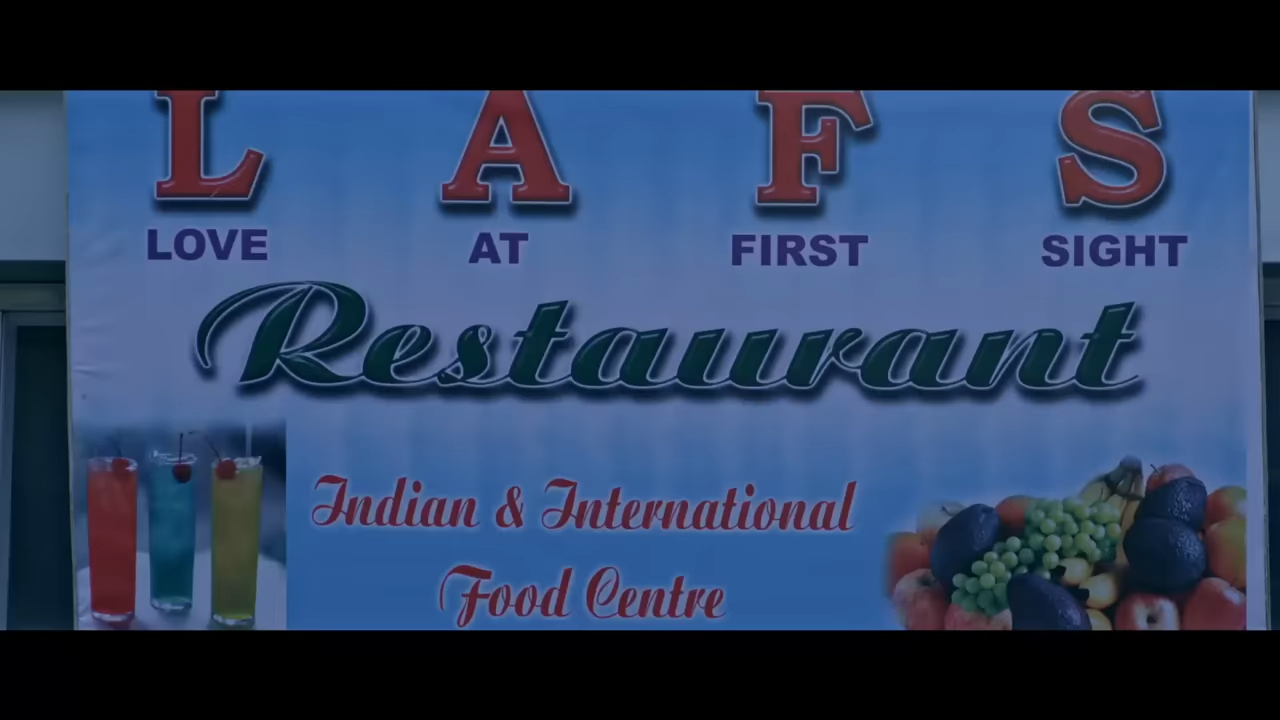 L A F S
LOVE AT FIRST SIGHT
Restaurant
Indian & International
Food Centre